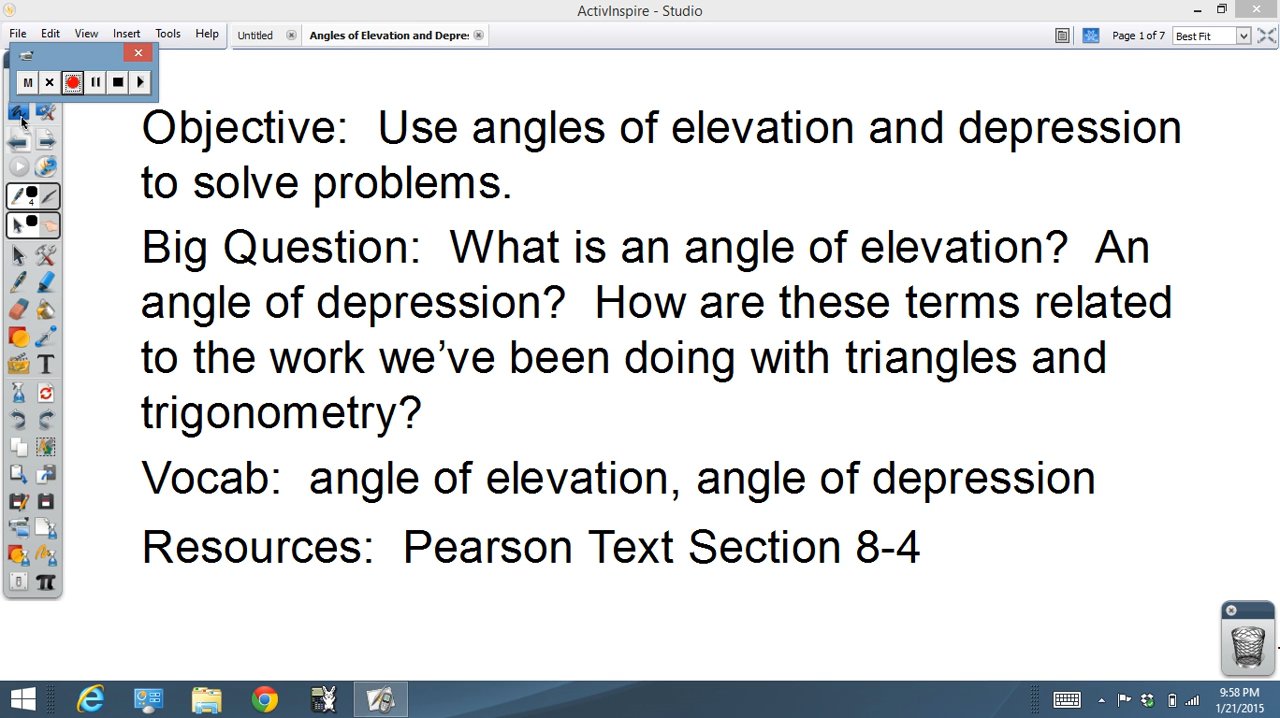 ActivInspire - Studio
File Edit View Insert Tools Help Untitled Angles of Elevation and Depres: Page 1 of 7 Best Fit
M
4
T
Objective: Use angles of elevation and depression
to solve problems.
Big Question: What is an angle of elevation? An
angle of depression? How are these terms related
to the work we’ve been doing with triangles and
trigonometry?
Vocab: angle of elevation, angle of depression
Resources: Pearson Text Section 8-4
9:58 PM
1/21/2015